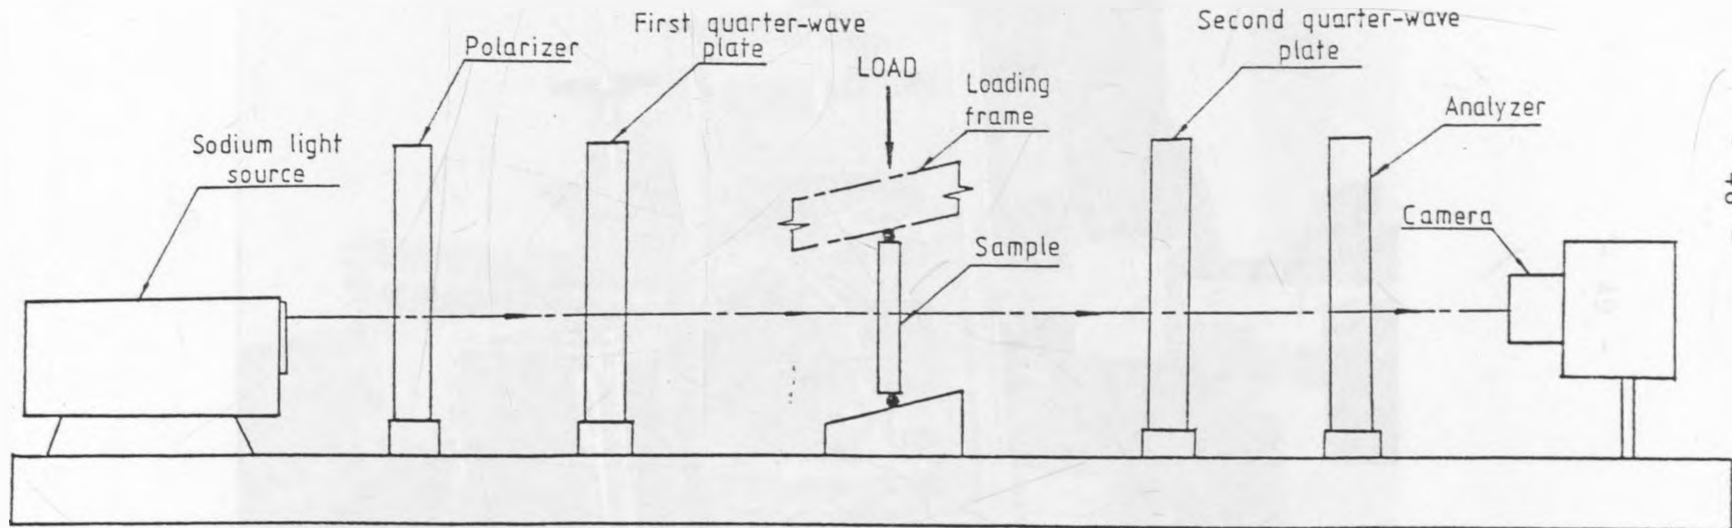 Polarizer
First quarter-wave
plate
LOAD
Loading
frame
Second quarter-wave
plate
Analyzer
Sodium light
source
Camera
Sample